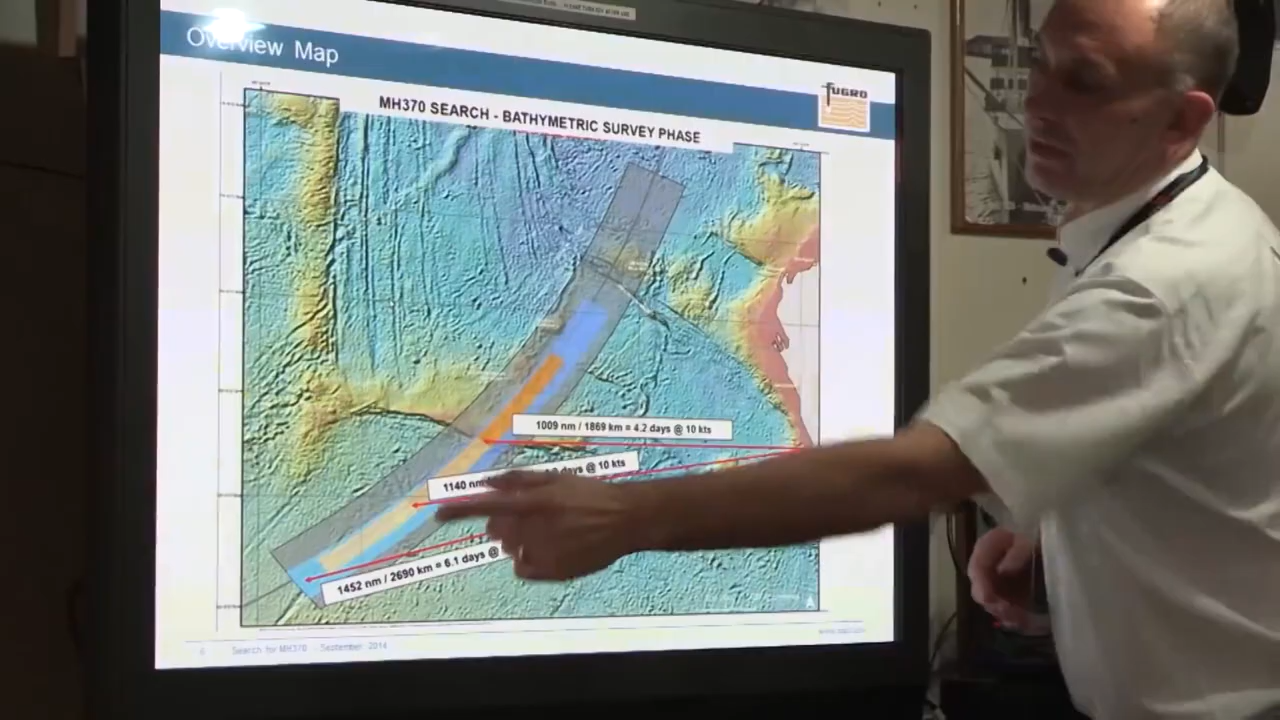 Overview Map
FUGRO
MH370 SEARCH - BATHYMETRIC SURVEY PHASE
1009 nm / 1869 km = 4.2 days @ 10 kts
1140 nm
days @ 10 kts
1452 nm / 2690 km = 6.1 days @
6 Search for MH370 - September 2014